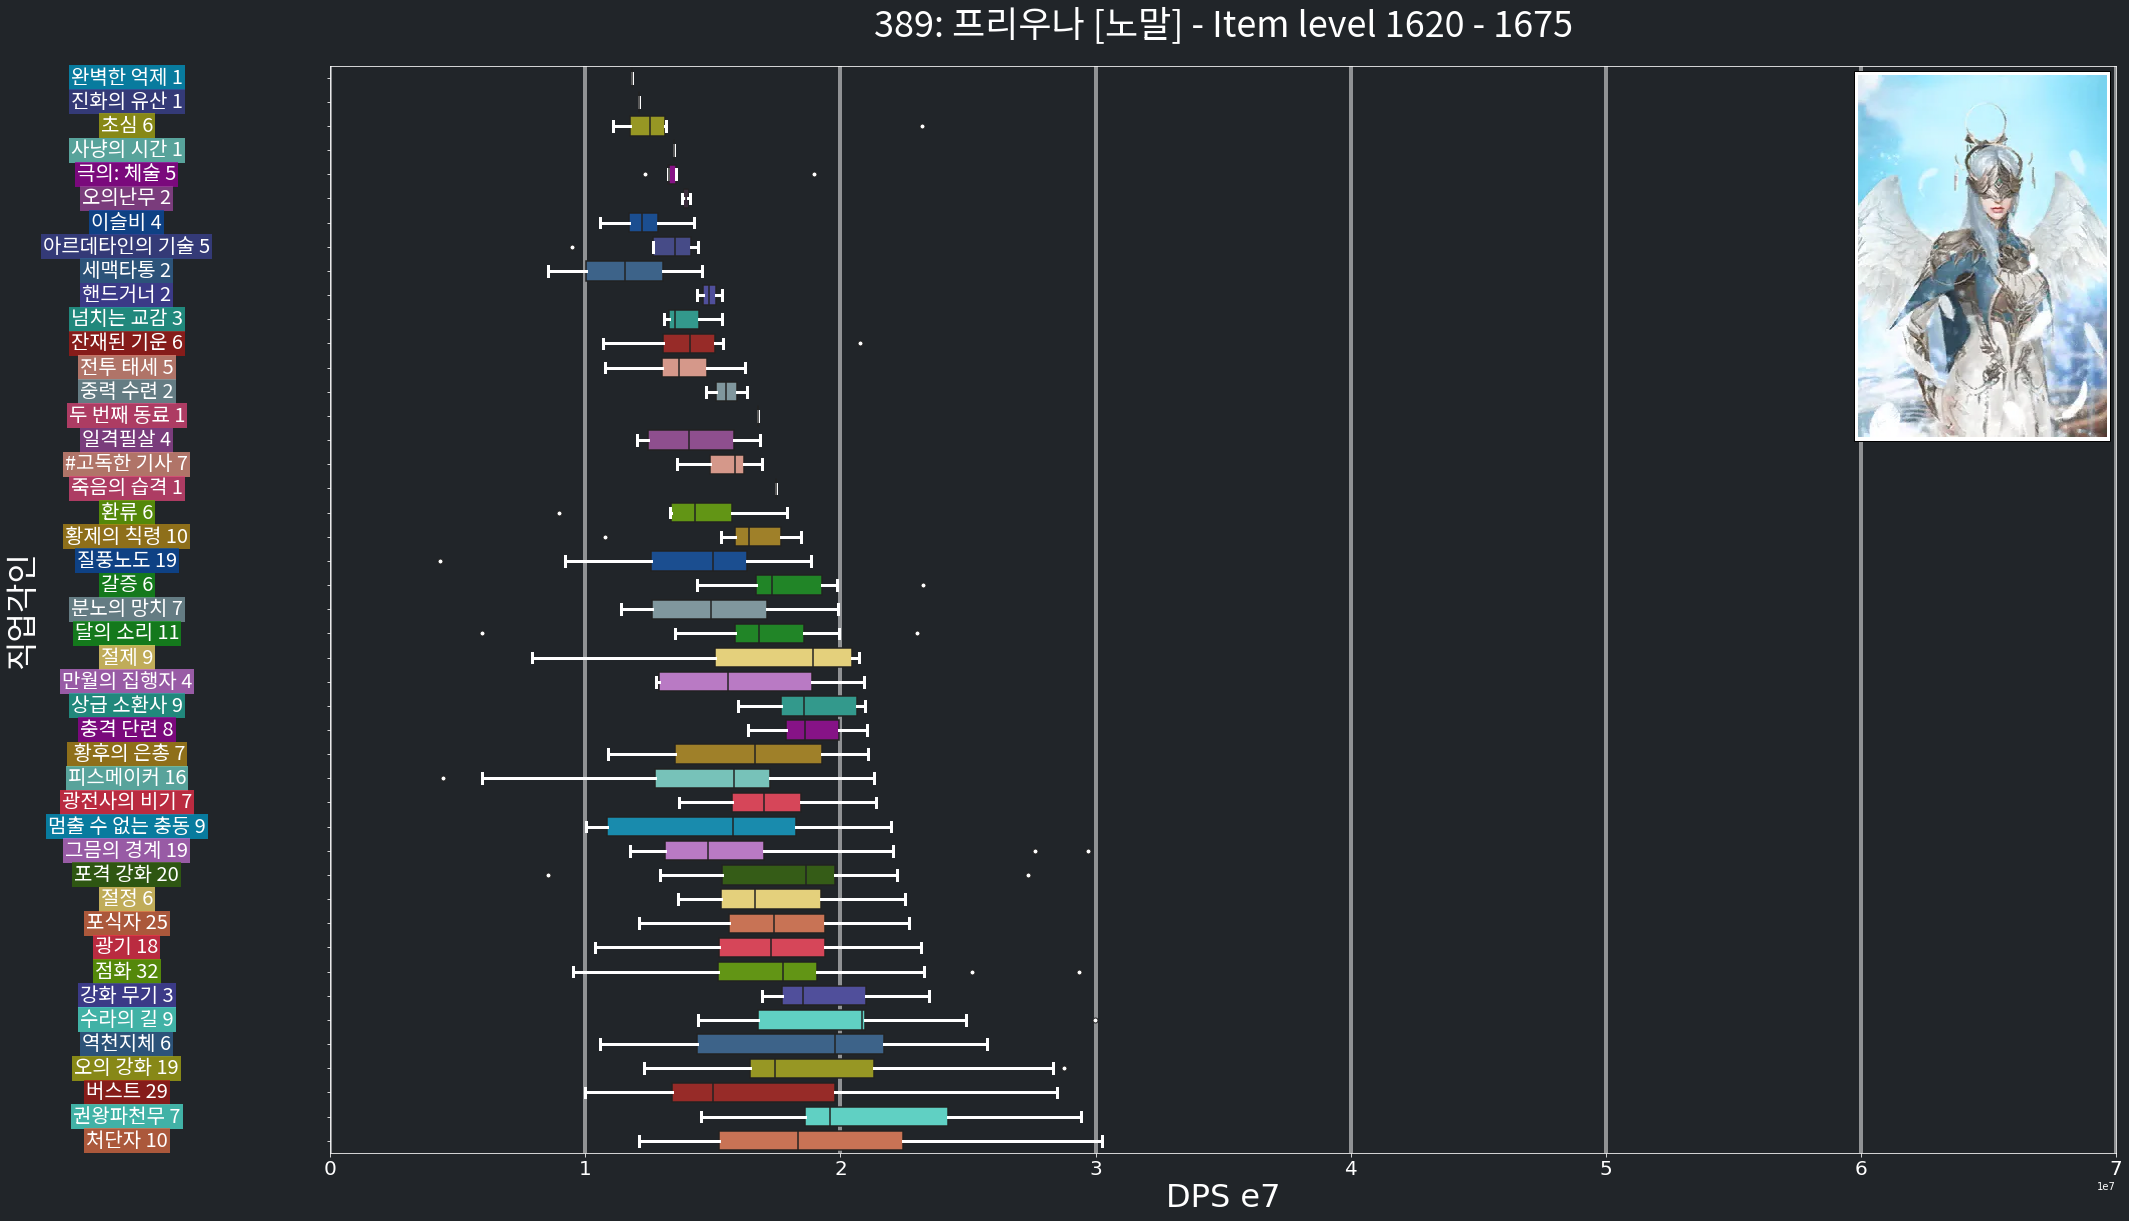 389: 프리우나 [노말] - Item level 1620 - 1675
직업각인
완벽한 억제 1
진화의 유산 1
초심 6
사냥의 시간 1
극의: 체술 5
오의난무 2
이슬비 4
아르데타인의 기술 5
세맥타통 2
핸드거너 2
넘치는 교감 3
잔재된 기운 6
전투 태세 5
중력 수련 2
두 번째 동료 1
일격필살 4
#고독한 기사 7
죽음의 습격 1
환류 6
황제의 칙령 10
질풍노도 19
갈증 6
분노의 망치 7
달의 소리 11
절제 9
만월의 집행자 4
상급 소환사 9
충격 단련 8
황후의 은총 7
피스메이커 16
광전사의 비기 7
멈출 수 없는 충동 9
그믐의 경계 19
포격 강화 20
절정 6
포식자 25
광기 18
점화 32
강화 무기 3
수라의 길 9
역천지체 6
오의 강화 19
버스트 29
권왕파천무 7
처단자 10
0 1 2 3 4 5 6 7
1e7
DPS e7